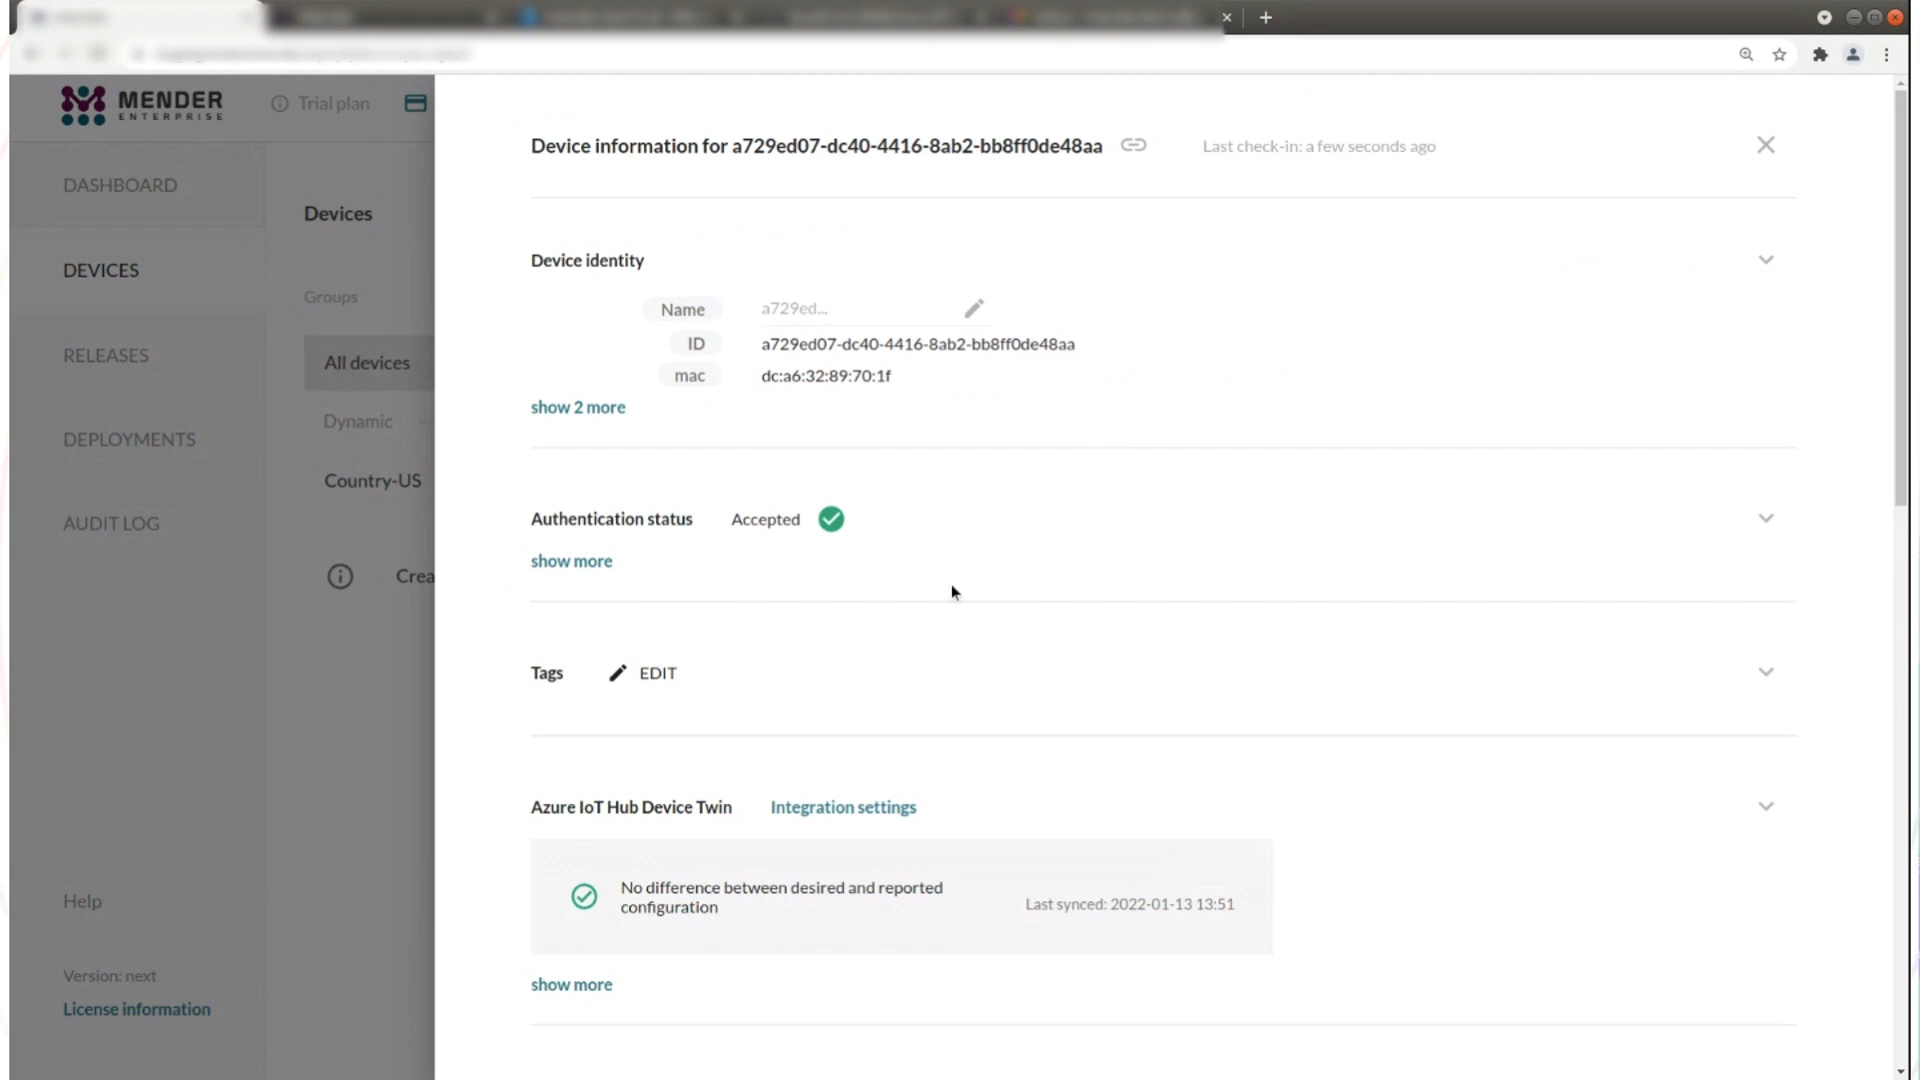 MENDER
ENTERPRISE
Trial plan
DASHBOARD
DEVICES
RELEASES
DEPLOYMENTS
AUDIT LOG
Help
Version: next
License information
Devices
Groups
All devices
Dynamic
Country-US
Crea
Device information for a729ed07-dc40-4416-8ab2-bb8ff0de48aa
Last check-in: a few seconds ago
Device identity
Name a729ed...
ID a729ed07-dc40-4416-8ab2-bb8ff0de48aa
mac dc:a6:32:89:70:1f
show 2 more
Authentication status Accepted
show more
Tags EDIT
Azure IoT Hub Device Twin Integration settings
No difference between desired and reported
configuration
Last synced: 2022-01-13 13:51
show more